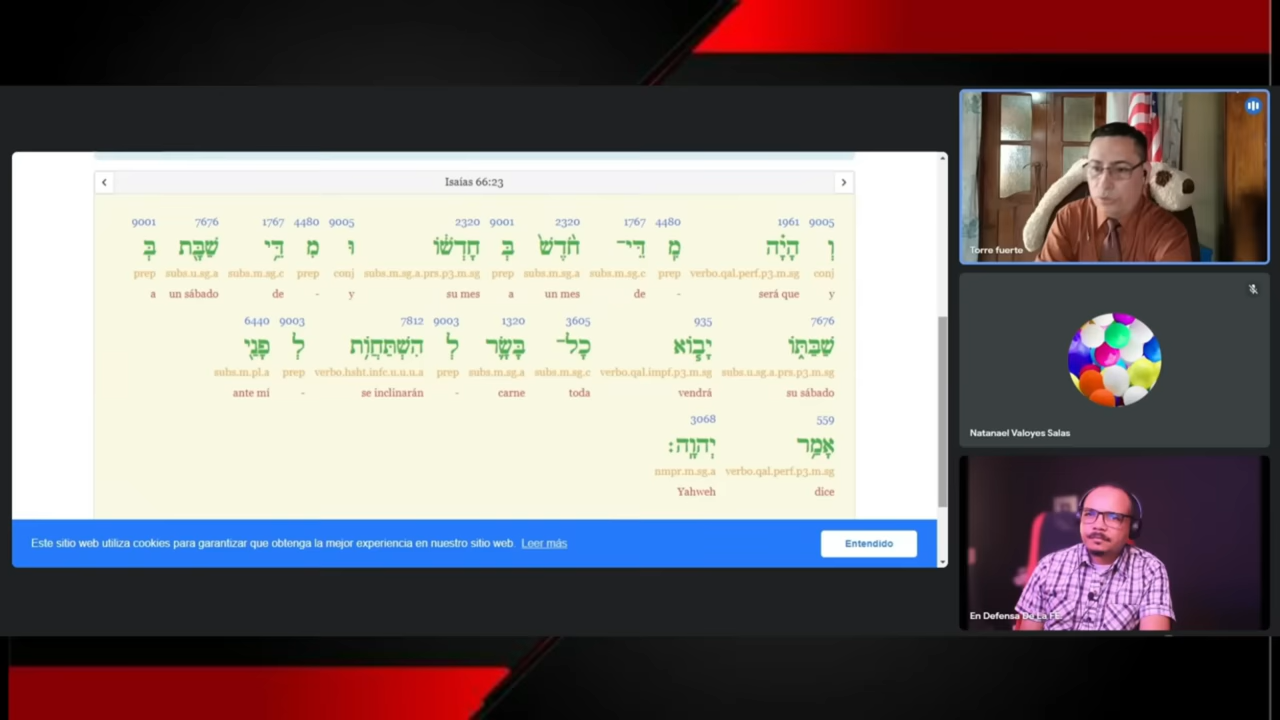 Isaías 66:23
9005 1961 4480 1767 2320 9001 2320 9005 4480 1767 7676 9001
וְ הָיָ֗ה מִֽ דֵּי־ חֹ֙דֶשׁ֙ בְּ חָדְשׁ֔וֹ וּ מִ דֵּ֥י שַׁבָּ֖ת בְּ
conj verbo.qal.perf.p3.m.sg prep subs.m.sg.c subs.m.sg.a prep subs.m.sg.a.prs.p3.m.sg conj prep subs.m.sg.c subs.u.sg.a prep
y será que - de un mes a su mes y - de un sábado a
7676 935 3605 1320 9003 7812 9003 6440
שַׁבַּתּ֑וֹ יָב֧וֹא כָל־ בָּשָׂ֛ר לְ הִשְׁתַּחֲוֺ֥ת לְ פָנַ֖י
subs.u.sg.a.prs.p3.m.sg verbo.qal.impf.p3.m.sg subs.m.sg.c subs.m.sg.a prep verbo.hsht.infc.u.u.u.a prep subs.m.pl.a
su sábado vendrá toda carne - se inclinarán - ante mi
559 3068
אָמַ֥ר יְהוָֽה׃
verbo.qal.perf.p3.m.sg nmpr.m.sg.a
dice Yahweh
Este sitio web utiliza cookies para garantizar que obtenga la mejor experiencia en nuestro sitio web. Leer más
Entendido
Torre fuerte
Natanael Valoyes Salas
En Defensa De La FE